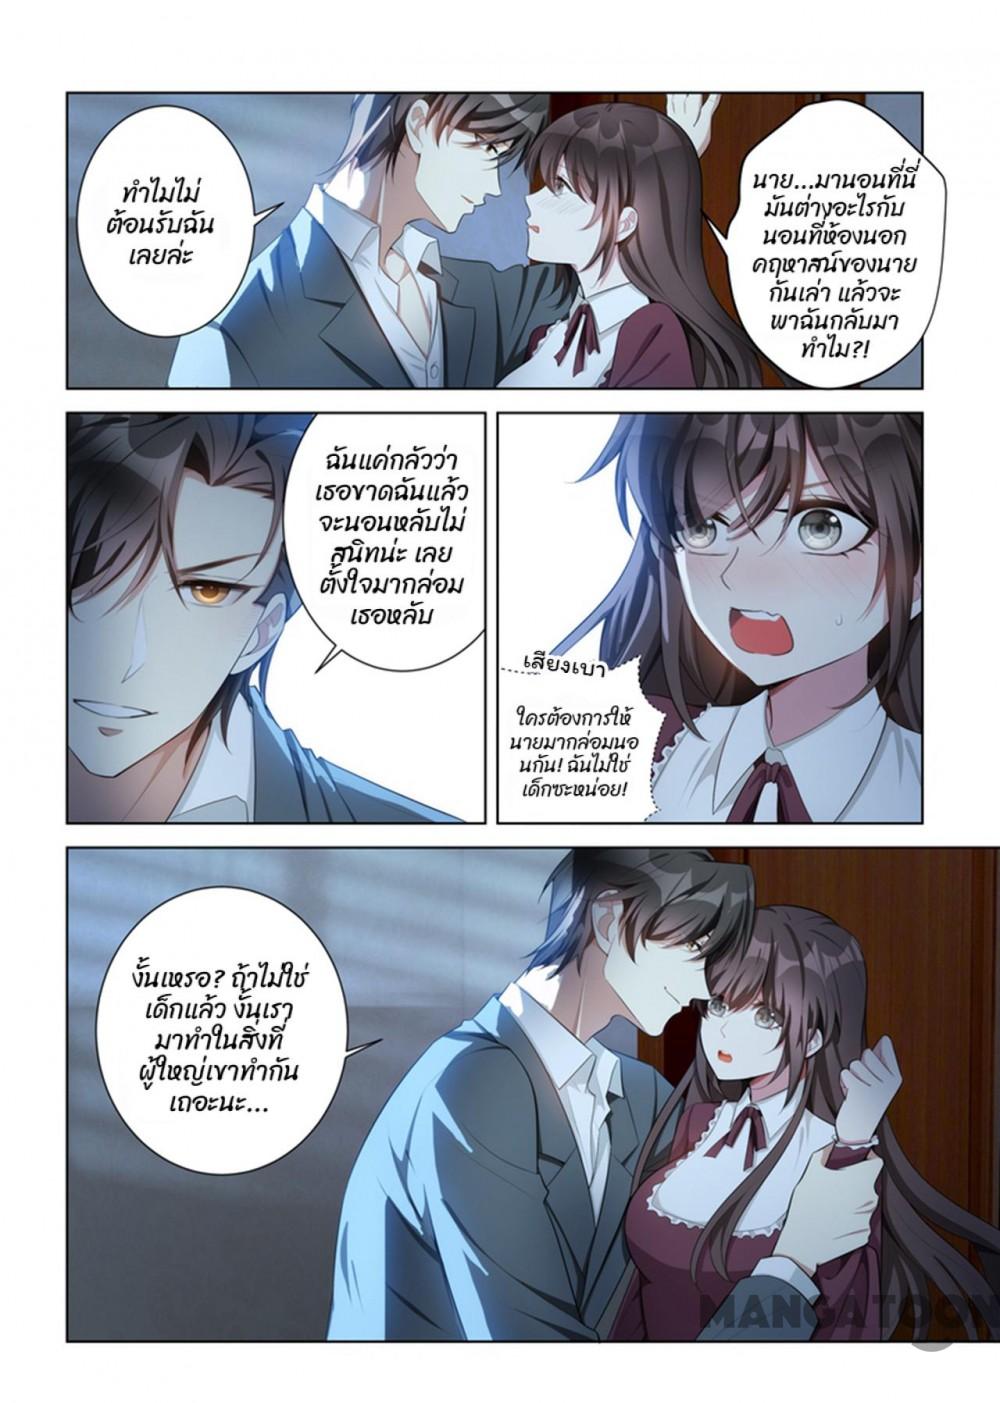 ทำไมไม่
ต้อนรับฉัน
เลยล่ะ
นาย...มานอนที่นี่
มันต่างอะไรกับ
นอนที่ห้องนอก
คฤหาสน์ของนาย
กันเล่า แล้วจะ
พาฉันกลับมา
ทำไม?!
ฉันแค่กลัวว่า
เธอขาดฉันแล้ว
จะนอนหลับไม่
สนิทน่ะ เลย
ตั้งใจมากล่อม
เธอหลับ
เสียงเบา
ใครต้องการให้
นายมากล่อมนอ
นกัน! ฉันไม่ใช่
เด็กซะหน่อย!
งั้นเหรอ? ถ้าไม่ใช่
เด็กแล้ว งั้นเรา
มาทำในสิ่งที่
ผู้ใหญ่เขาทำกัน
เถอะนะ...
MANGATOON